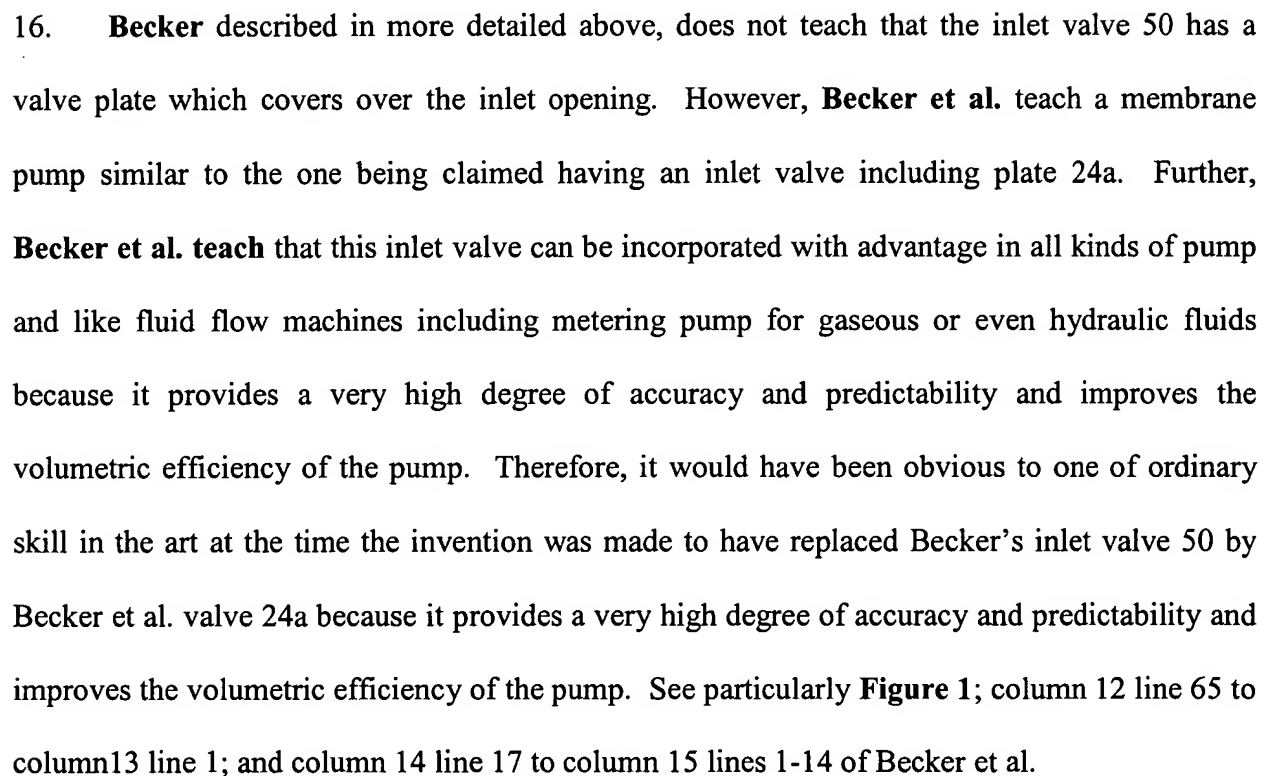 16. Becker described in more detailed above, does not teach that the inlet valve 50 has a
valve plate which covers over the inlet opening. However, Becker et al. teach a membrane
pump similar to the one being claimed having an inlet valve including plate 24a. Further,
Becker et al. teach that this inlet valve can be incorporated with advantage in all kinds of pump
and like fluid flow machines including metering pump for gaseous or even hydraulic fluids
because it provides a very high degree of accuracy and predictability and improves the
volumetric efficiency of the pump. Therefore, it would have been obvious to one of ordinary
skill in the art at the time the invention was made to have replaced Becker's inlet valve 50 by
Becker et al. valve 24a because it provides a very high degree of accuracy and predictability and
improves the volumetric efficiency of the pump. See particularly Figure 1; column 12 line 65 to
column13 line 1; and column 14 line 17 to column 15 lines 1-14 of Becker et al.